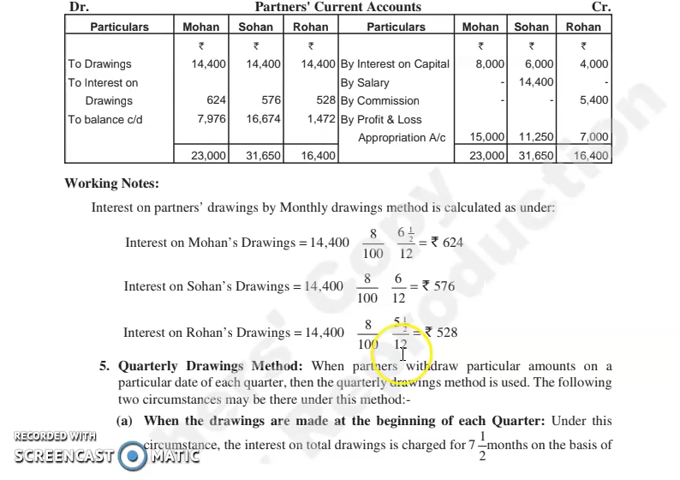 Dr. Partners' Current Accounts Cr.
Particulars Mohan Sohan Rohan Particulars Mohan Sohan Rohan
₹ ₹ ₹ ₹ ₹ ₹
To Drawings 14,400 14,400 14,400 By Interest on Capital 8,000 6,000 4,000
To Interest on By Salary - 14,400 -
Drawings 624 576 528 By Commission - - 5,400
To balance c/d 7,976 16,674 1,472 By Profit & Loss
Appropriation A/c 15,000 11,250 7,000
23,000 31,650 16,400 23,000 31,650 16,400
Working Notes:
Interest on partners' drawings by Monthly drawings method is calculated as under:
Interest on Mohan's Drawings = 14,400 8/100 6 1/2/12 = ₹ 624
Interest on Sohan's Drawings = 14,400 8/100 6/12 = ₹ 576
Interest on Rohan's Drawings = 14,400 8/100 5 1/2/12 = ₹ 528
5. Quarterly Drawings Method: When partners withdraw particular amounts on a
particular date of each quarter, then the quarterly drawings method is used. The following
two circumstances may be there under this method:-
(a) When the drawings are made at the beginning of each Quarter: Under this
circumstance, the interest on total drawings is charged for 7 1/2 months on the basis of
RECORDED WITH
SCREENCAST MATIC